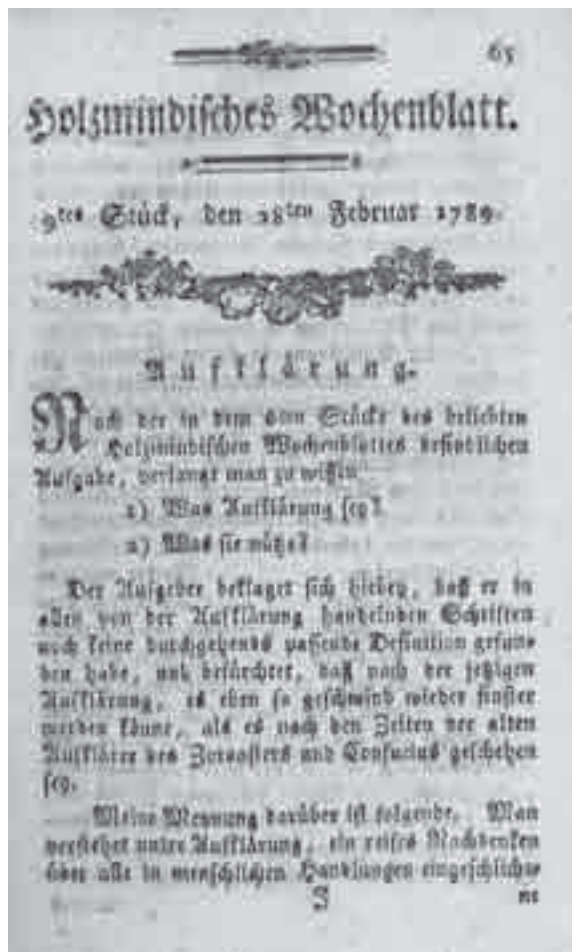 65
Holzmindisches Wochenblatt.
9tes Stück, den 28ten Februar 1789.
Aufklärung.
Nach der in dem 6ten Stücke des beliebten
Holzmindischen Wochenblattes befindlichen
Aufgabe, verlangt man zu wissen
1) Was Aufklärung sey?
2) Was sie nütze?
Der Aufgeber beklaget sich hiebey, daß er in
allen von der Aufklärung handelnden Schriften
noch keine durchgehends passende Definition gefun-
den habe, und befürchtet, daß nach der jetzigen
Aufklärung, es eben so geschwind wieder finster
werden könne, als es nach den Zeiten der alten
Aufklärer des Zoroasters und Confucius geschehen
sey.
Meine Meynung darüber ist folgende. Man
verstehet unter Aufklärung, ein reifes Nachdenken
über alle in menschlichen Handlungen eingeschliche-
J
ne